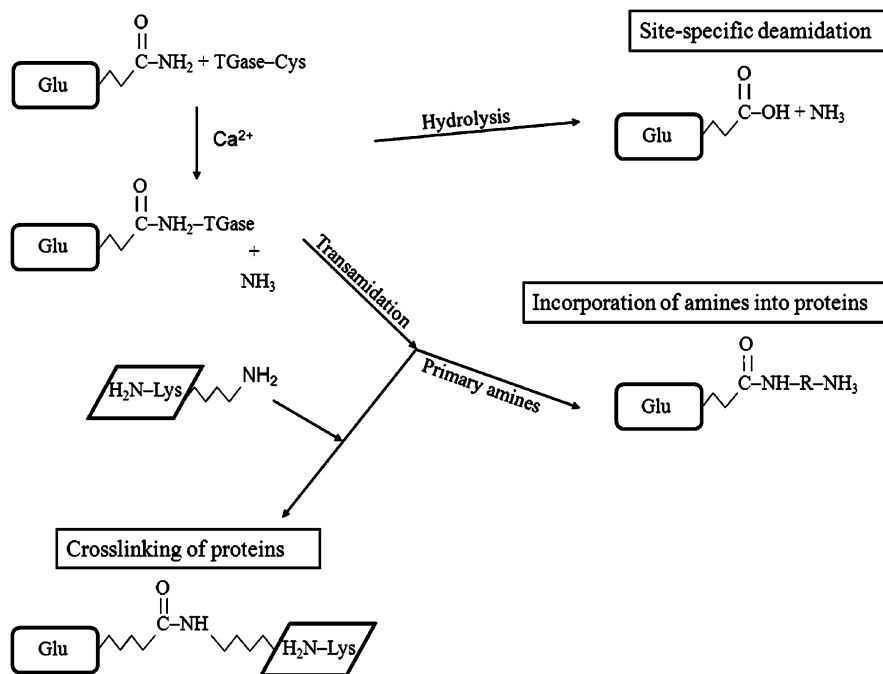 O
C–NH₂ + TGase–Cys
Glu
Ca²⁺
O
C–NH₂–TGase
Glu
+
NH₃
Hydrolysis
Site-specific deamidation
O
C–OH + NH₃
Glu
Transamidation
Primary amines
Incorporation of amines into proteins
O
C–NH–R–NH₃
Glu
H₂N–Lys
NH₂
Crosslinking of proteins
O
C–NH
Glu
H₂N–Lys